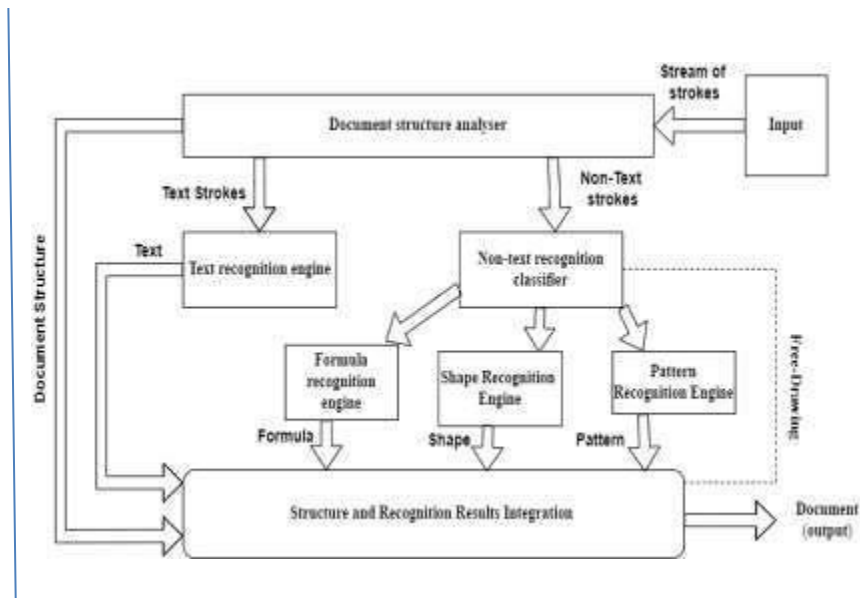 Stream of
strokes
Input
Document structure analyser
Text Strokes
Non-Text
strokes
Document Structure
Text
Text recognition engine
Non-text recognition
classifier
Free-Drawing
Formula
recognition
engine
Shape Recognition
Engine
Pattern
Recognition Engine
Formula
Shape
Pattern
Structure and Recognition Results Integration
Document
(output)